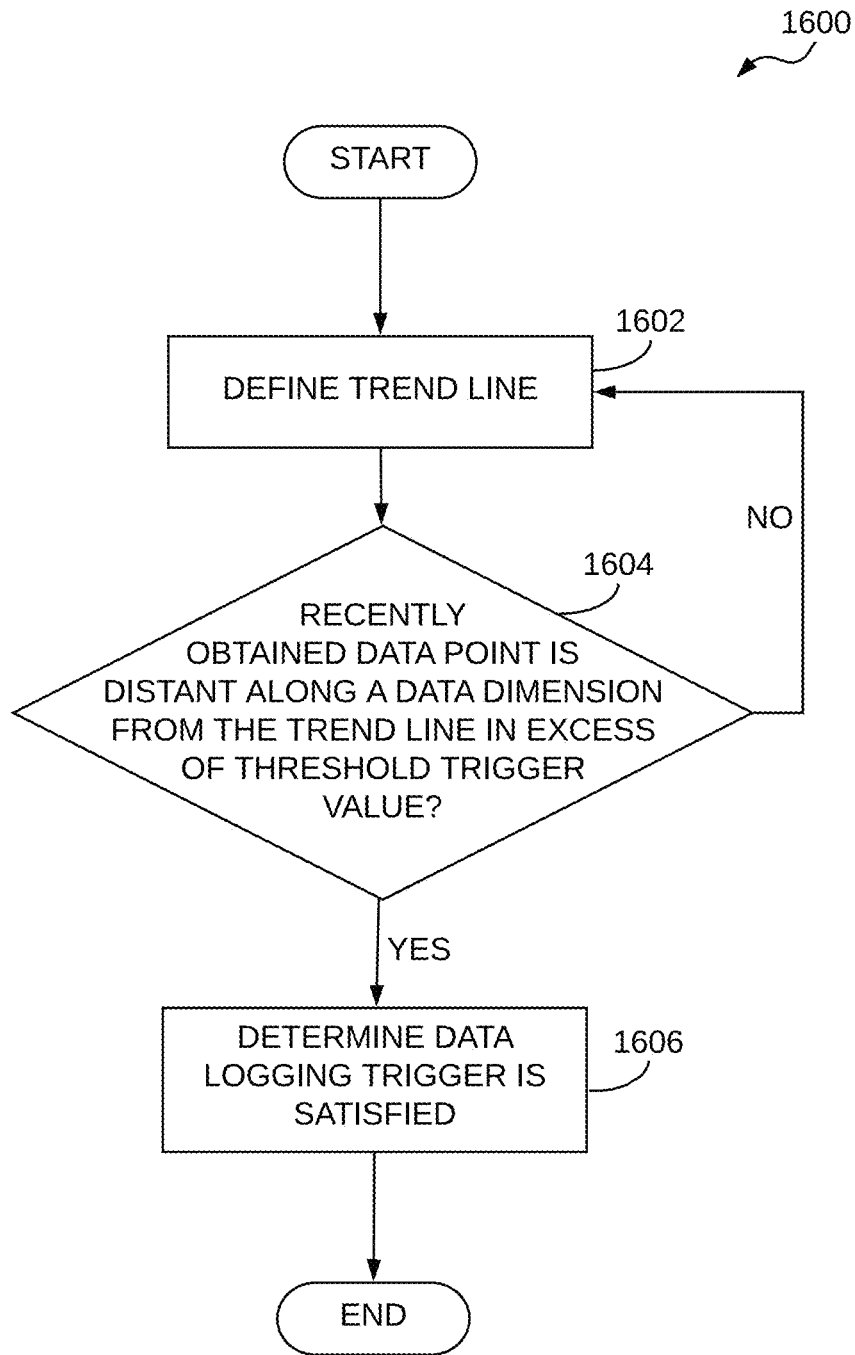 1600
START
1602
DEFINE TREND LINE
NO
1604
RECENTLY
OBTAINED DATA POINT IS
DISTANT ALONG A DATA DIMENSION
FROM THE TREND LINE IN EXCESS
OF THRESHOLD TRIGGER
VALUE?
YES
DETERMINE DATA
LOGGING TRIGGER IS
SATISFIED
1606
END